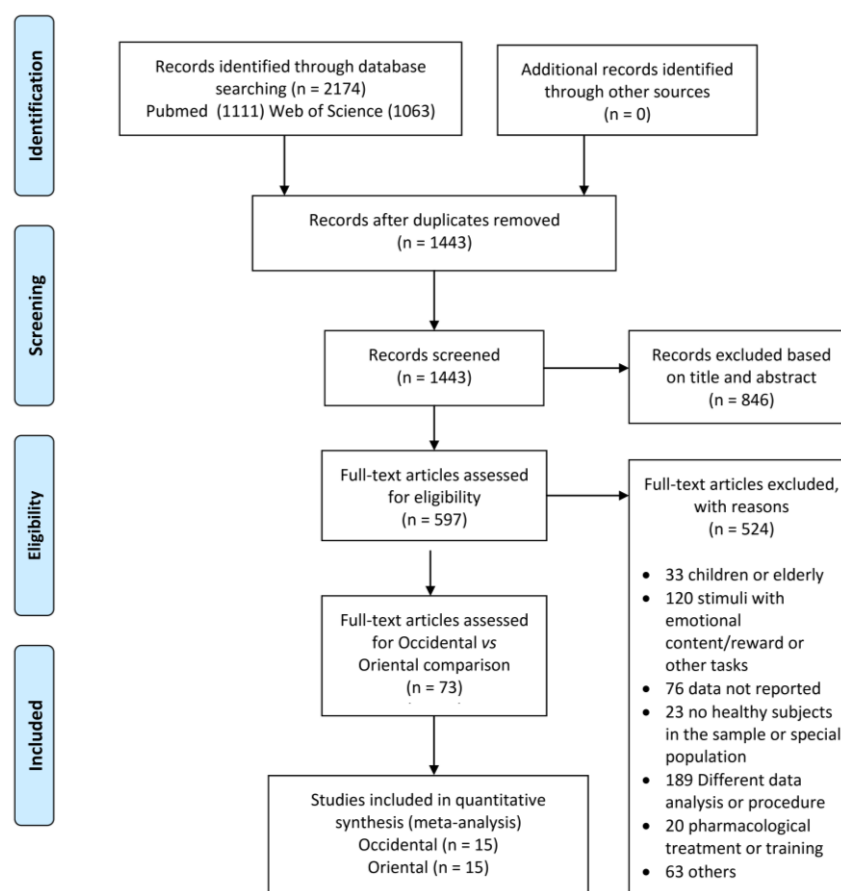 Identification
Records identified through database
searching (n = 2174)
Pubmed (1111) Web of Science (1063)
Additional records identified
through other sources
(n = 0)
Records after duplicates removed
(n = 1443)
Screening
Records screened
(n = 1443)
Records excluded based
on title and abstract
(n = 846)
Eligibility
Full-text articles assessed
for eligibility
(n = 597)
Full-text articles excluded,
with reasons
(n = 524)
• 33 children or elderly
• 120 stimuli with
emotional
content/reward or
other tasks
• 76 data not reported
• 23 no healthy subjects
in the sample or special
population
• 189 Different data
analysis or procedure
• 20 pharmacological
treatment or training
• 63 others
Full-text articles assessed
for Occidental vs
Oriental comparison
(n = 73)
Included
Studies included in quantitative
synthesis (meta-analysis)
Occidental (n = 15)
Oriental (n = 15)